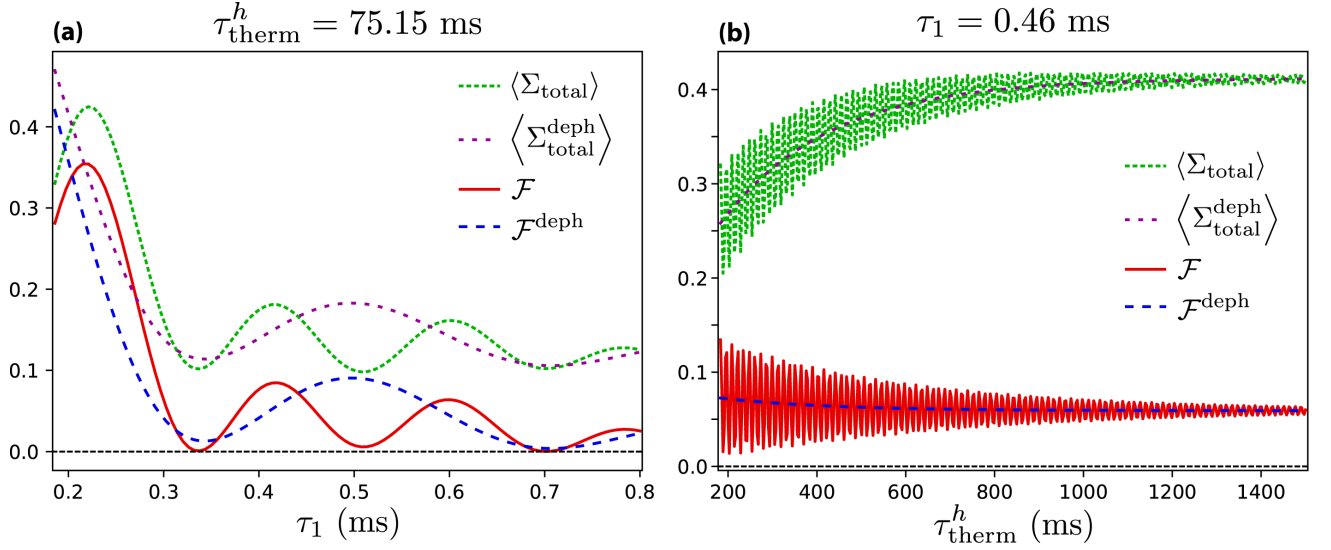 (a)
τ^h_therm = 75.15 ms
⟨Σ_total⟩
⟨Σ^deph_total⟩
ℱ
ℱ^deph
0.4
0.3
0.2
0.1
0.0
0.2 0.3 0.4 0.5 0.6 0.7 0.8
τ_1 (ms)
(b)
τ_1 = 0.46 ms
⟨Σ_total⟩
⟨Σ^deph_total⟩
ℱ
ℱ^deph
0.4
0.3
0.2
0.1
0.0
200 400 600 800 1000 1200 1400
τ^h_therm (ms)